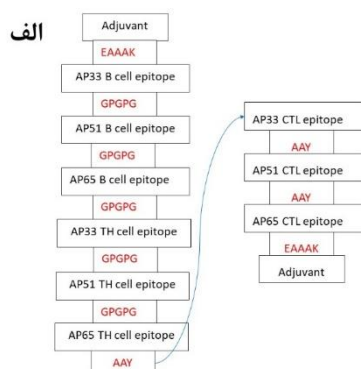 الف
Adjuvant
EAAAK
AP33 B cell epitope
GPGPG
AP51 B cell epitope
GPGPG
AP65 B cell epitope
GPGPG
AP33 TH cell epitope
GPGPG
AP51 TH cell epitope
GPGPG
AP65 TH cell epitope
AAY
AP33 CTL epitope
AAY
AP51 CTL epitope
AAY
AP65 CTL epitope
EAAAK
Adjuvant